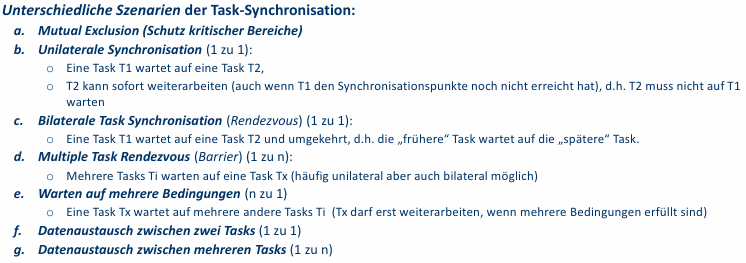 Unterschiedliche Szenarien der Task-Synchronisation:
a. Mutual Exclusion (Schutz kritischer Bereiche)
b. Unilaterale Synchronisation (1 zu 1):
o Eine Task T1 wartet auf eine Task T2,
o T2 kann sofort weiterarbeiten (auch wenn T1 den Synchronisationspunkte noch nicht erreicht hat), d.h. T2 muss nicht auf T1
warten
c. Bilaterale Task Synchronisation (Rendezvous) (1 zu 1):
o Eine Task T1 wartet auf eine Task T2 und umgekehrt, d.h. die „frühere“ Task wartet auf die „spätere“ Task.
d. Multiple Task Rendezvous (Barrier) (1 zu n):
o Mehrere Tasks Ti warten auf eine Task Tx (häufig unilateral aber auch bilateral möglich)
e. Warten auf mehrere Bedingungen (n zu 1)
o Eine Task Tx wartet auf mehrere andere Tasks Ti (Tx darf erst weiterarbeiten, wenn mehrere Bedingungen erfüllt sind)
f. Datenaustausch zwischen zwei Tasks (1 zu 1)
g. Datenaustausch zwischen mehreren Tasks (1 zu n)